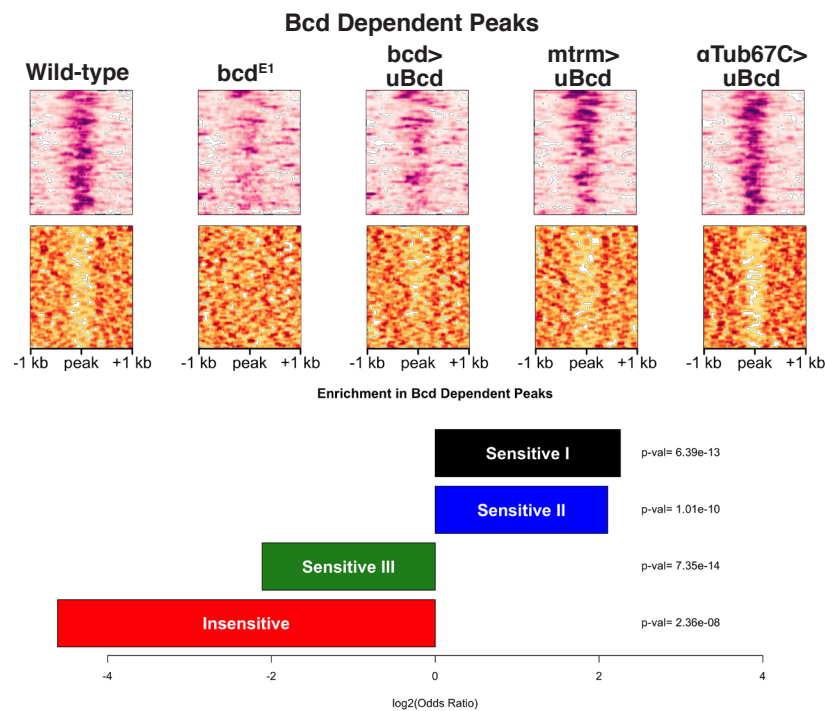 Bcd Dependent Peaks
Wild-type
bcdE1
bcd>
uBcd
mtrm>
uBcd
αTub67C>
uBcd
-1 kb peak +1 kb
-1 kb peak +1 kb
-1 kb peak +1 kb
-1 kb peak +1 kb
-1 kb peak +1 kb
Enrichment in Bcd Dependent Peaks
Sensitive I p-val= 6.39e-13
Sensitive II p-val= 1.01e-10
Sensitive III p-val= 7.35e-14
Insensitive p-val= 2.36e-08
-4 -2 0 2 4
log2(Odds Ratio)